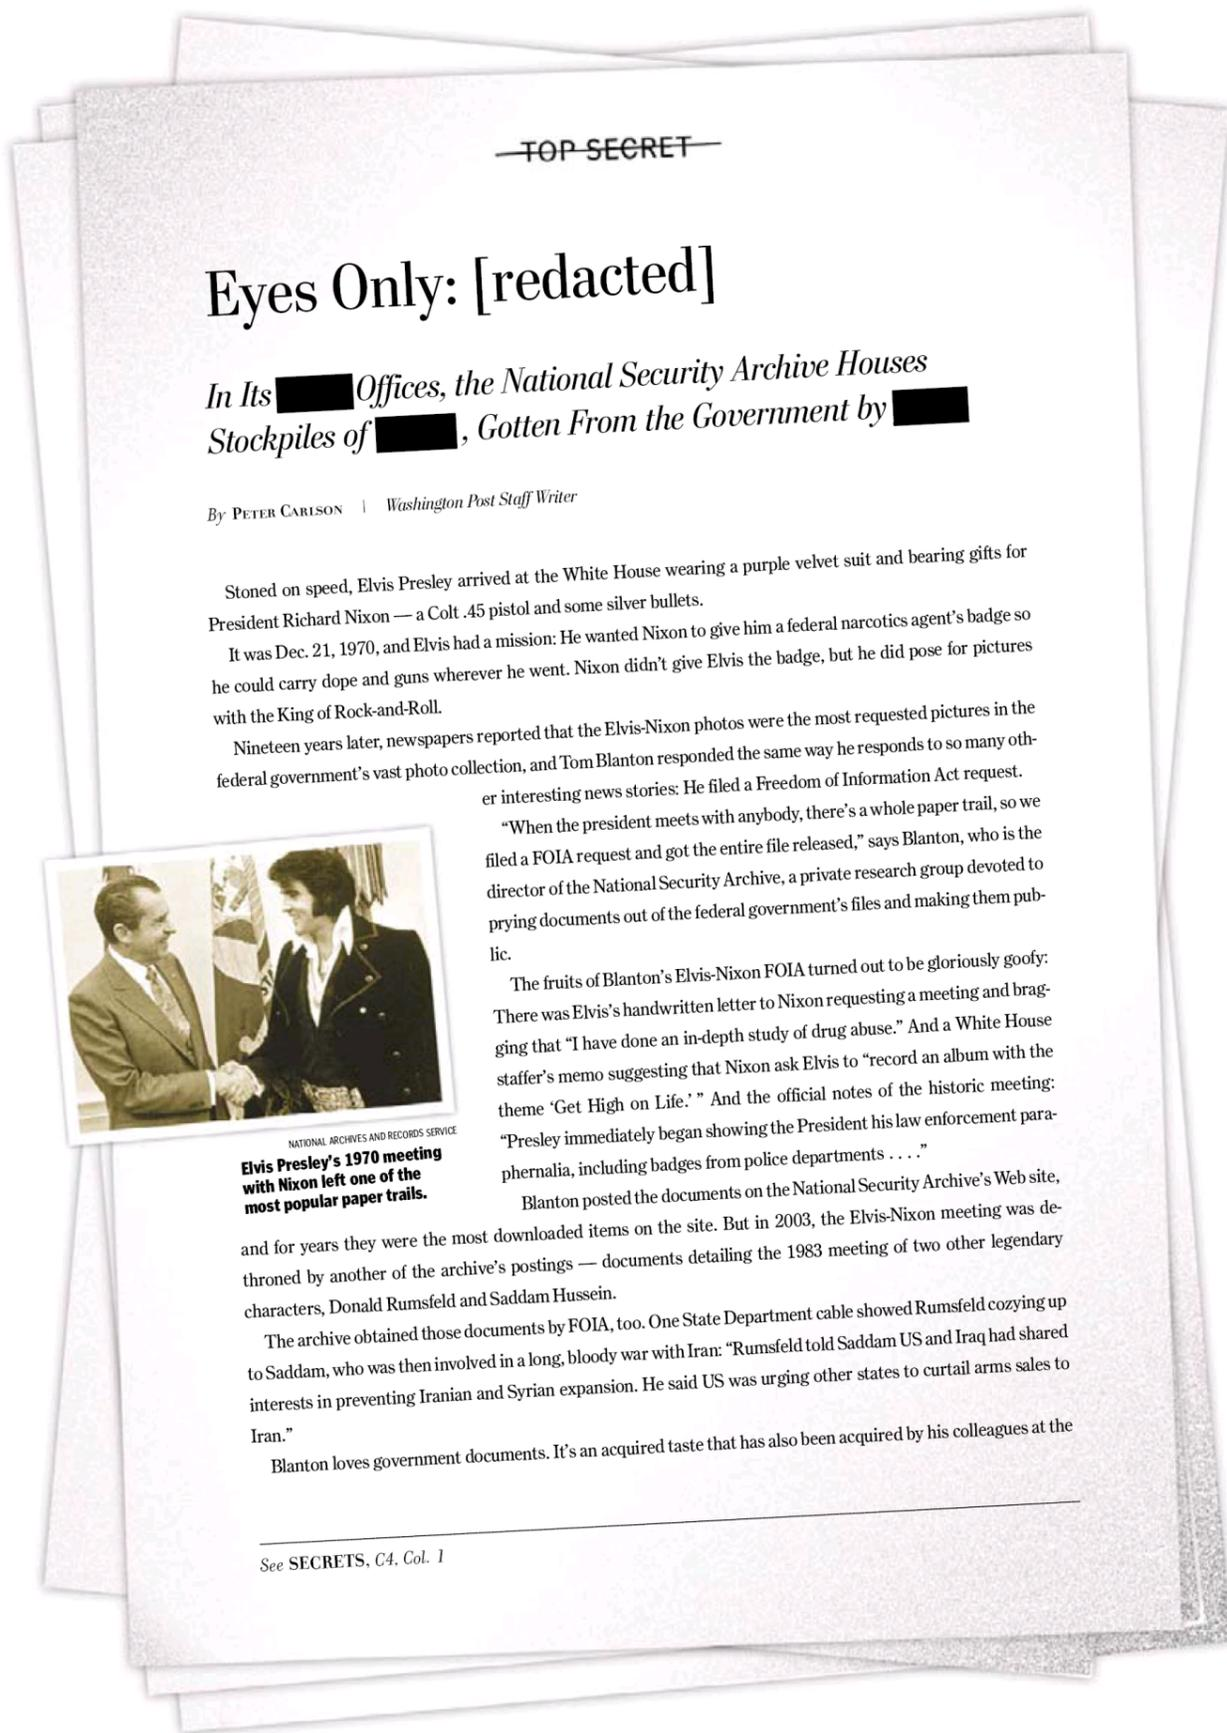 TOP SECRET
Eyes Only: [redacted]
In Its Offices, the National Security Archive Houses
Stockpiles of , Gotten From the Government by
By PETER CARLSON | Washington Post Staff Writer
Stoned on speed, Elvis Presley arrived at the White House wearing a purple velvet suit and bearing gifts for
President Richard Nixon — a Colt .45 pistol and some silver bullets.
It was Dec. 21, 1970, and Elvis had a mission: He wanted Nixon to give him a federal narcotics agent's badge so
he could carry dope and guns wherever he went. Nixon didn't give Elvis the badge, but he did pose for pictures
with the King of Rock-and-Roll.
Nineteen years later, newspapers reported that the Elvis-Nixon photos were the most requested pictures in the
federal government's vast photo collection, and Tom Blanton responded the same way he responds to so many oth-
er interesting news stories: He filed a Freedom of Information Act request.
“When the president meets with anybody, there's a whole paper trail, so we
filed a FOIA request and got the entire file released,” says Blanton, who is the
director of the National Security Archive, a private research group devoted to
prying documents out of the federal government's files and making them pub-
lic.
The fruits of Blanton's Elvis-Nixon FOIA turned out to be gloriously goofy:
There was Elvis's handwritten letter to Nixon requesting a meeting and brag-
ging that “I have done an in-depth study of drug abuse.” And a White House
staffer's memo suggesting that Nixon ask Elvis to “record an album with the
theme ‘Get High on Life.’ ” And the official notes of the historic meeting:
“Presley immediately began showing the President his law enforcement para-
phernalia, including badges from police departments . . . .”
NATIONAL ARCHIVES AND RECORDS SERVICE
Elvis Presley's 1970 meeting
with Nixon left one of the
most popular paper trails.
Blanton posted the documents on the National Security Archive's Web site,
and for years they were the most downloaded items on the site. But in 2003, the Elvis-Nixon meeting was de-
throned by another of the archive's postings — documents detailing the 1983 meeting of two other legendary
characters, Donald Rumsfeld and Saddam Hussein.
The archive obtained those documents by FOIA, too. One State Department cable showed Rumsfeld cozying up
to Saddam, who was then involved in a long, bloody war with Iran: “Rumsfeld told Saddam US and Iraq had shared
interests in preventing Iranian and Syrian expansion. He said US was urging other states to curtail arms sales to
Iran.”
Blanton loves government documents. It's an acquired taste that has also been acquired by his colleagues at the
See SECRETS, C4, Col. 1